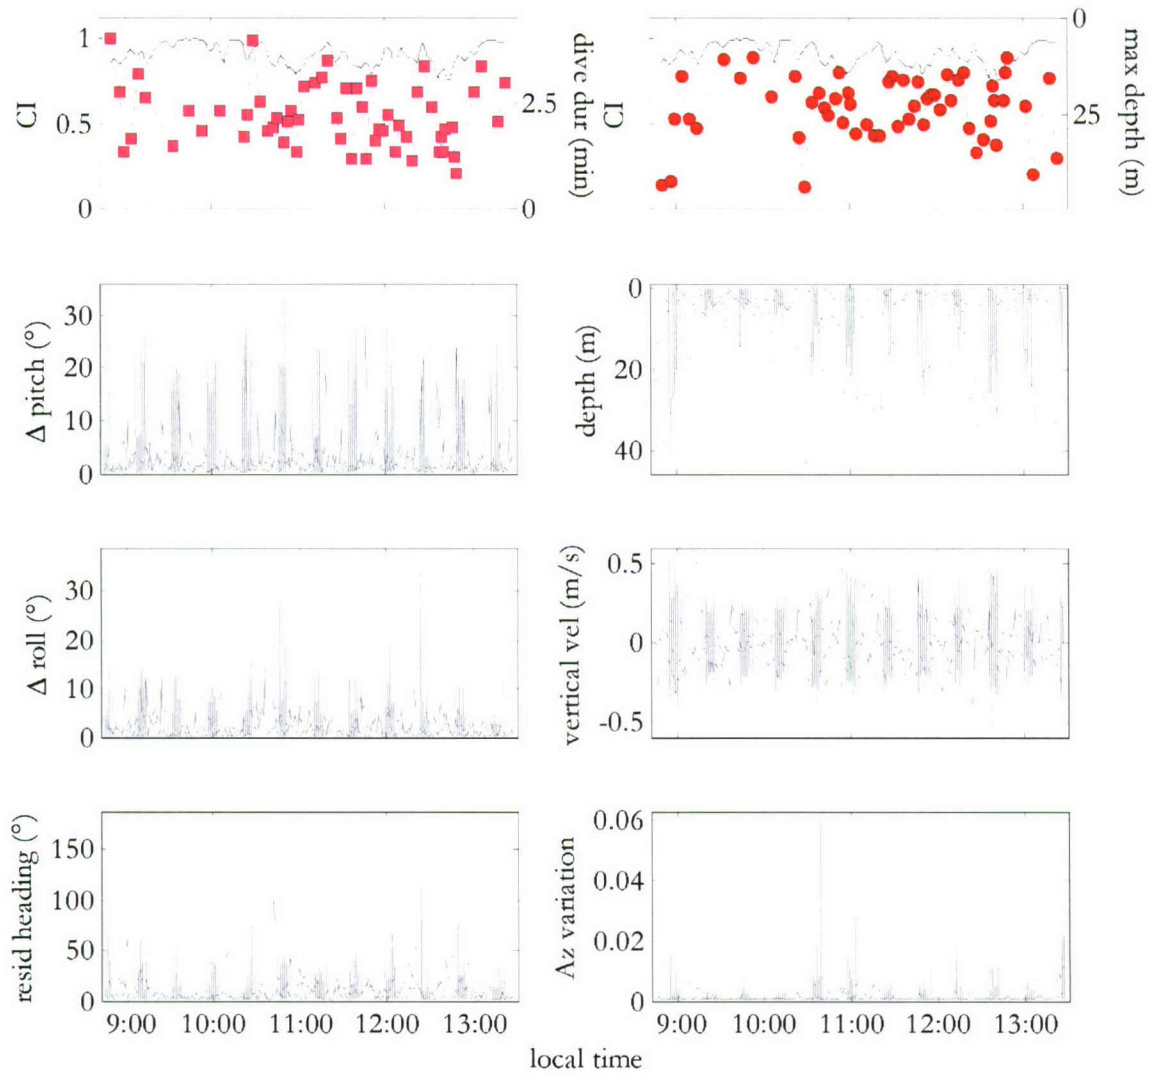 1
0.5
0
CI
2.5
0
dive dur (min)
CI
0
25
max depth (m)
30
20
10
0
Δ pitch (°)
0
20
40
depth (m)
30
20
10
0
Δ roll (°)
0.5
0
-0.5
vertical vel (m/s)
150
100
50
0
resid heading (°)
0.06
0.04
0.02
0
Az variation
9:00 10:00 11:00 12:00 13:00
9:00 10:00 11:00 12:00 13:00
local time